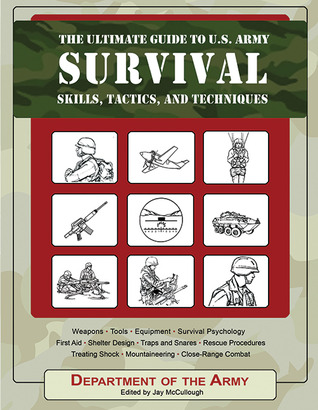 THE ULTIMATE GUIDE TO U.S. ARMY
SURVIVAL
SKILLS, TACTICS, AND TECHNIQUES
Weapons • Tools • Equipment • Survival Psychology
First Aid • Shelter Design • Traps and Snares • Rescue Procedures
Treating Shock • Mountaineering • Close-Range Combat
DEPARTMENT OF THE ARMY
Edited by Jay McCullough